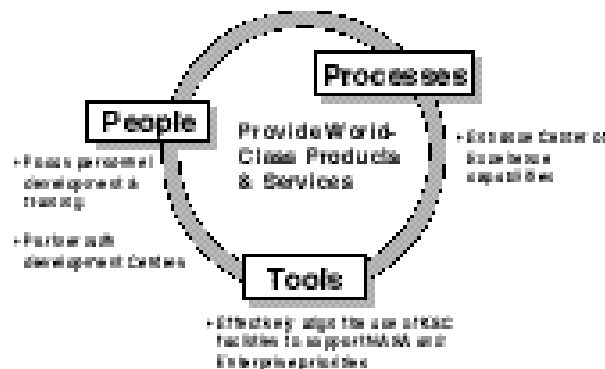 Processes
People
Provide World-
Class Products
& Services
• Enhance Center of
Excellence
capabilities
• Focus personnel
development &
training
• Partner with
development Centers
Tools
• Effectively align the use of KSC
facilities to support NASA and
Enterprise priorities